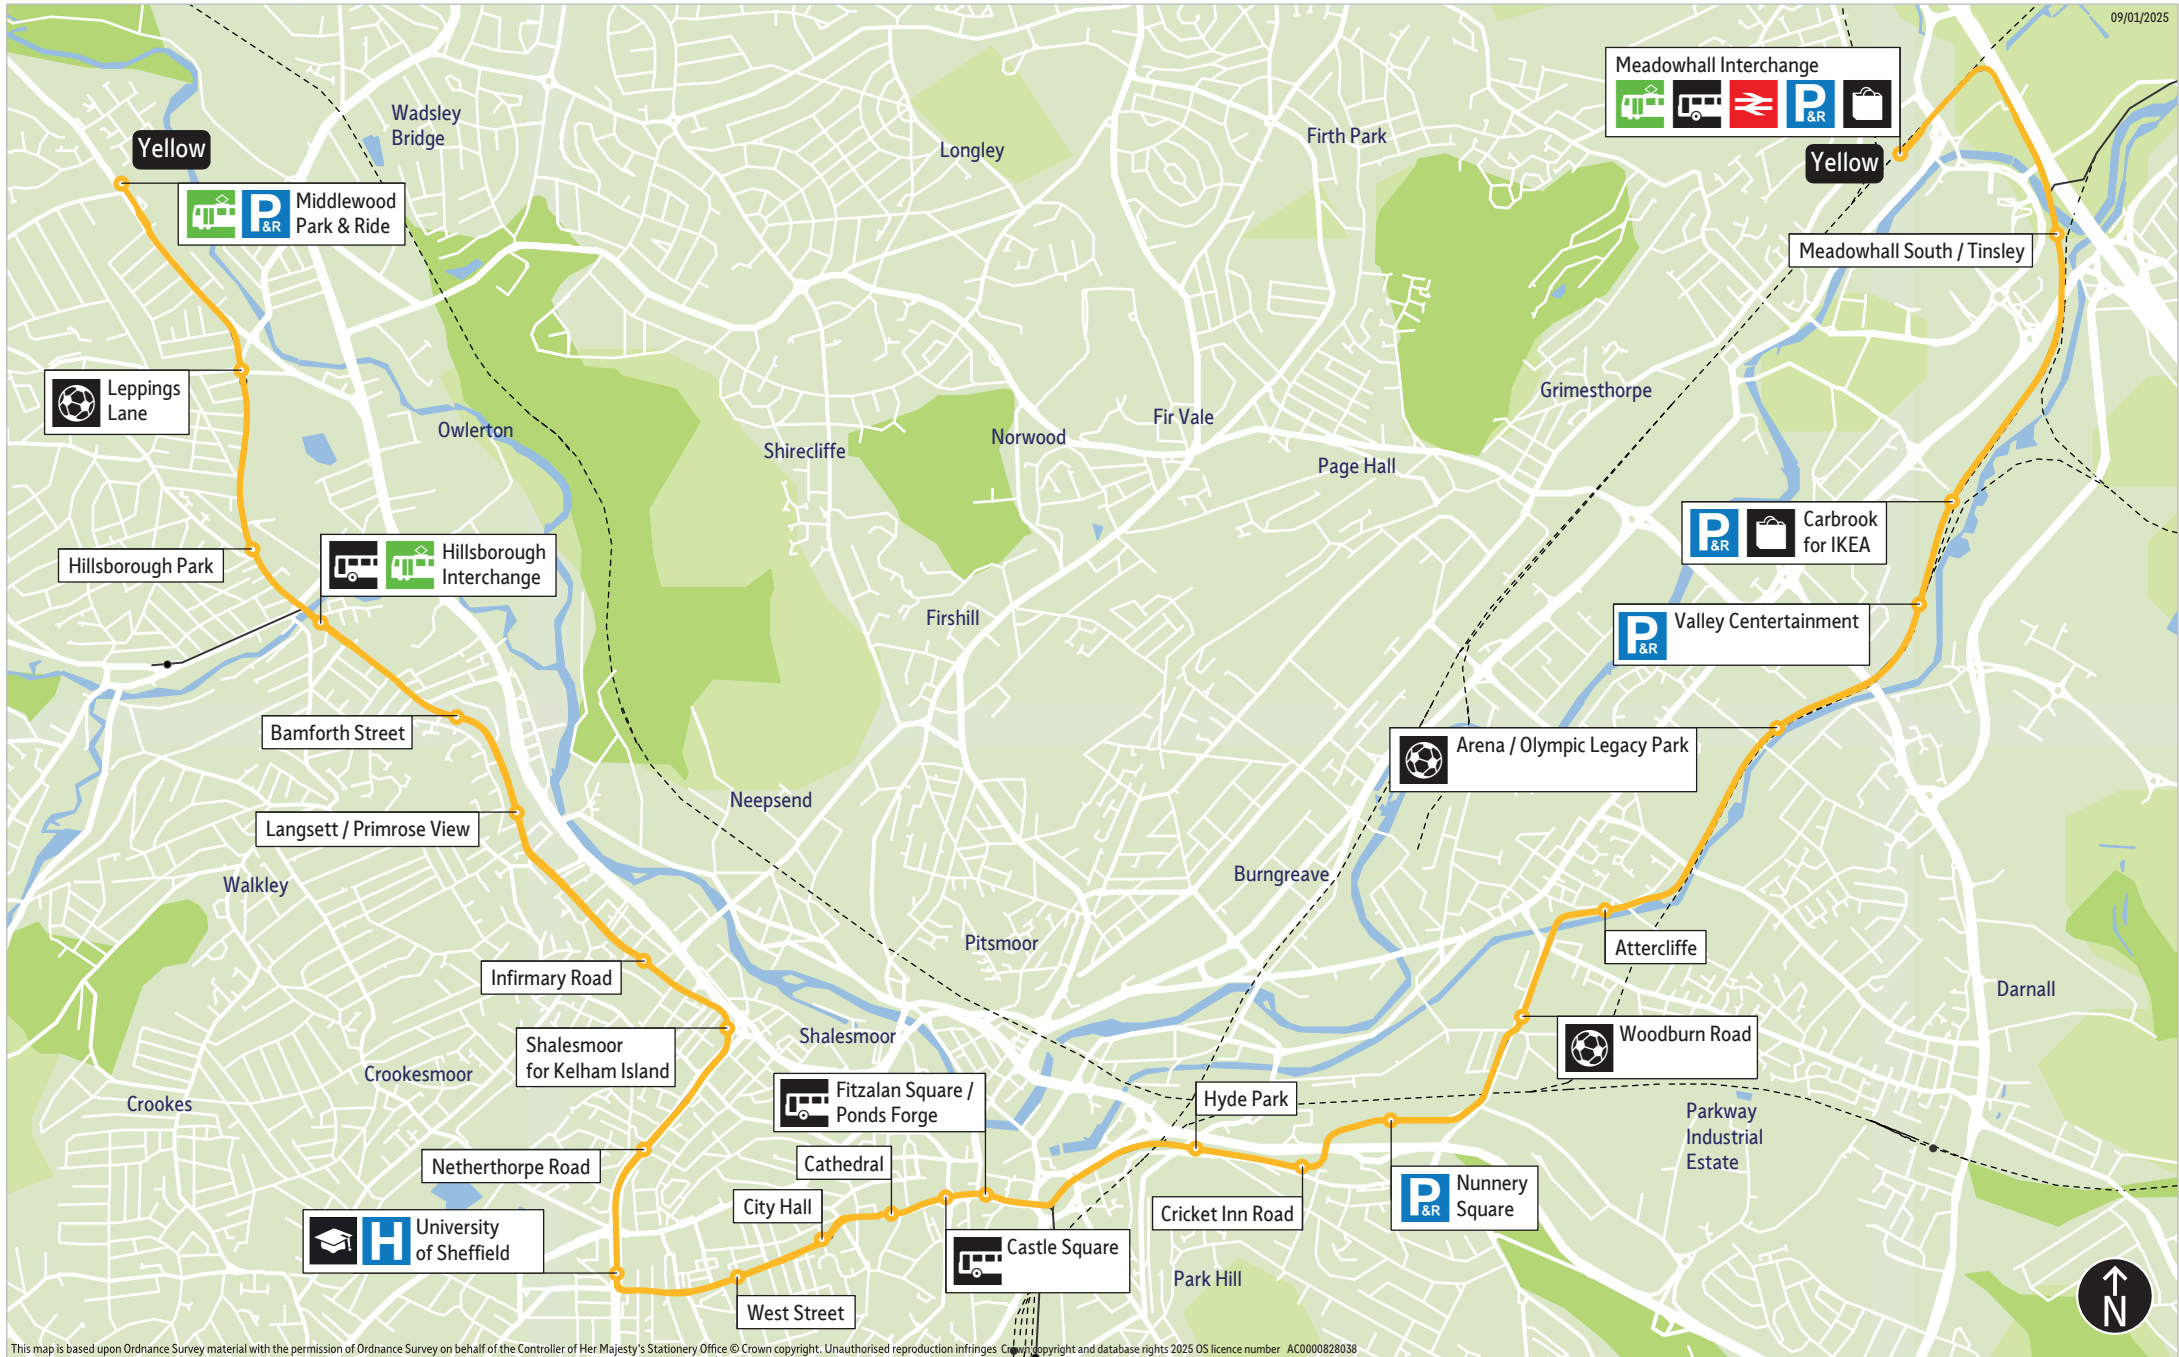 09/01/2025
Meadowhall Interchange
P
&R
Yellow
Wadsley
Bridge
Longley
Firth Park
Yellow
P
&R
Middlewood
Park & Ride
Meadowhall South / Tinsley
Leppings
Lane
Owlerton
Shirecliffe
Norwood
Fir Vale
Page Hall
Grimesthorpe
P
&R
Carbrook
for IKEA
Hillsborough Park
Hillsborough
Interchange
Firshill
P
&R
Valley Centertainment
Bamforth Street
Arena / Olympic Legacy Park
Langsett / Primrose View
Neepsend
Walkley
Burngreave
Pitsmoor
Attercliffe
Infirmary Road
Darnall
Shalesmoor
for Kelham Island
Shalesmoor
Woodburn Road
Crookesmoor
Crookes
Fitzalan Square /
Ponds Forge
Hyde Park
Parkway
Industrial
Estate
Netherthorpe Road
Cathedral
City Hall
Cricket Inn Road
P
&R
Nunnery
Square
H
University
of Sheffield
Castle Square
Park Hill
West Street
N
This map is based upon Ordnance Survey material with the permission of Ordnance Survey on behalf of the Controller of Her Majesty's Stationery Office © Crown copyright. Unauthorised reproduction infringes Crown copyright and database rights 2025 OS licence number AC0000828038